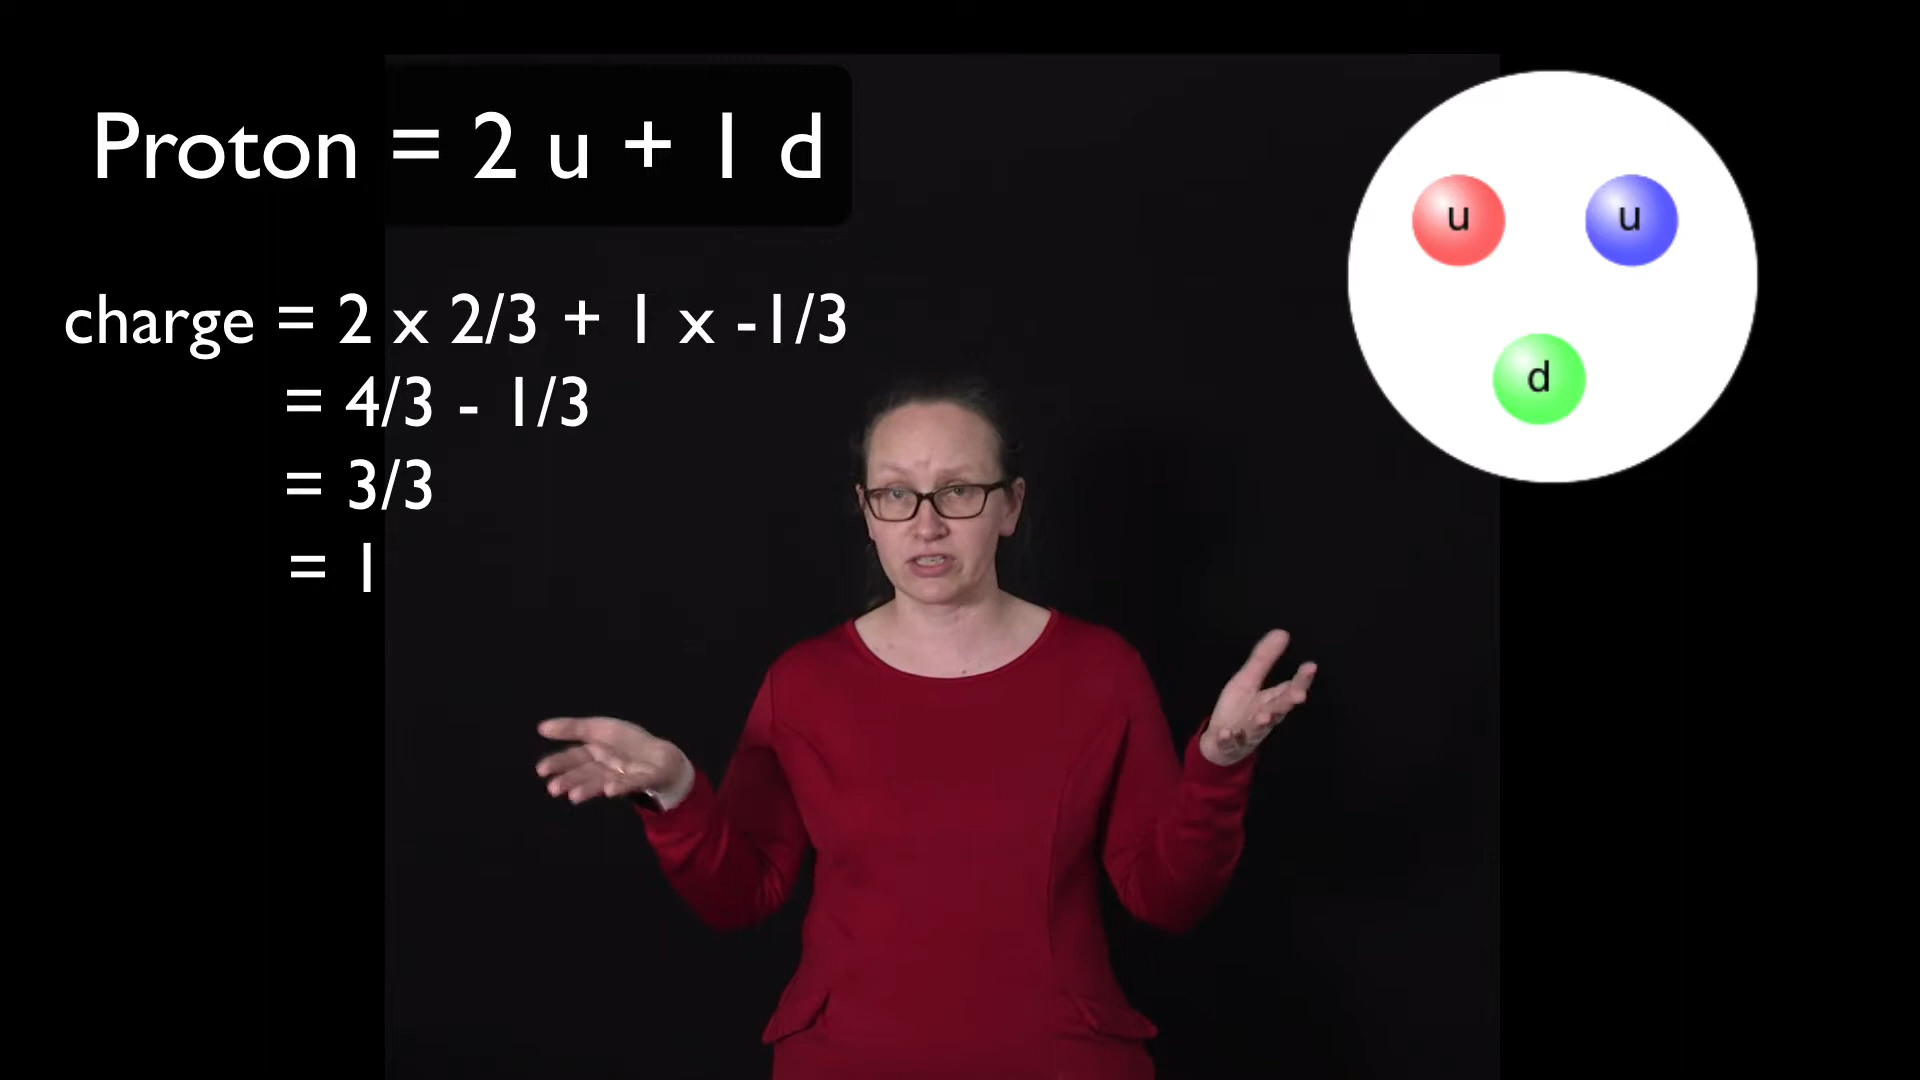 Proton = 2 u + 1 d
charge = 2 x 2/3 + 1 x -1/3
= 4/3 - 1/3
= 3/3
= 1
u
u
d